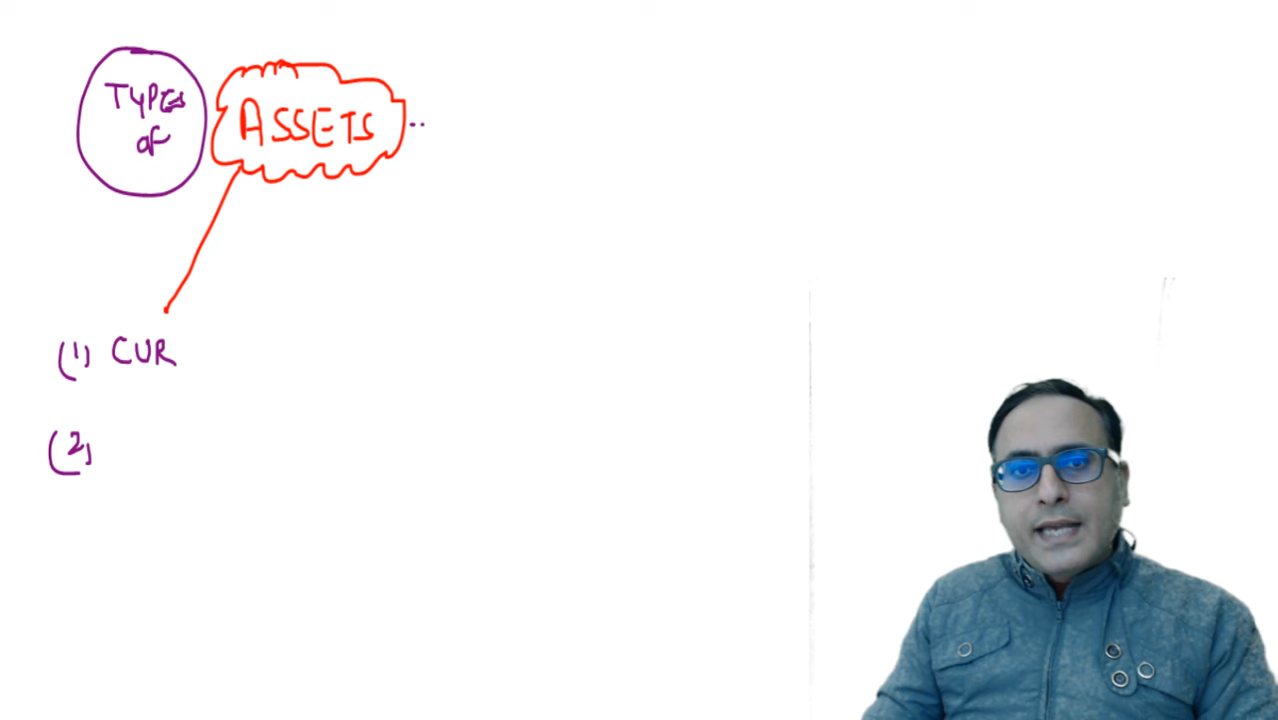 TYPES
of
ASSETS ..
(1) CUR
(2)